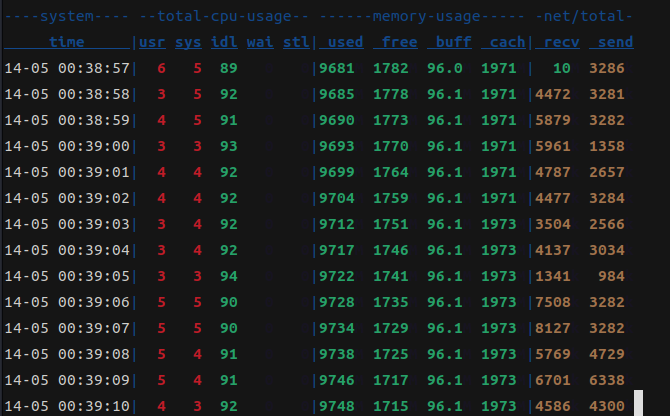 ----system---- --total-cpu-usage-- ------memory-usage----- -net/total-
     time     |usr sys idl wai stl| used  free  buff  cach| recv  send
14-05 00:38:57|  6   5  89        |9681  1782  96.0  1971|  10  3286
14-05 00:38:58|  3   5  92        |9685  1778  96.1  1971|4472  3281
14-05 00:38:59|  4   5  91        |9690  1773  96.1  1971|5879  3282
14-05 00:39:00|  3   3  93        |9693  1770  96.1  1971|5961  1358
14-05 00:39:01|  4   4  92        |9699  1764  96.1  1971|4787  2657
14-05 00:39:02|  4   4  92        |9704  1759  96.1  1971|4477  3284
14-05 00:39:03|  3   4  92        |9712  1751  96.1  1973|3504  2566
14-05 00:39:04|  3   4  92        |9717  1746  96.1  1973|4137  3034
14-05 00:39:05|  3   3  94        |9722  1741  96.1  1973|1341   984
14-05 00:39:06|  5   5  90        |9728  1735  96.1  1973|7508  3282
14-05 00:39:07|  5   5  90        |9734  1729  96.1  1973|8127  3282
14-05 00:39:08|  5   4  91        |9738  1725  96.1  1973|5769  4729
14-05 00:39:09|  5   4  91        |9746  1717  96.1  1973|6701  6338
14-05 00:39:10|  4   3  92        |9748  1715  96.1  1973|4586  4300